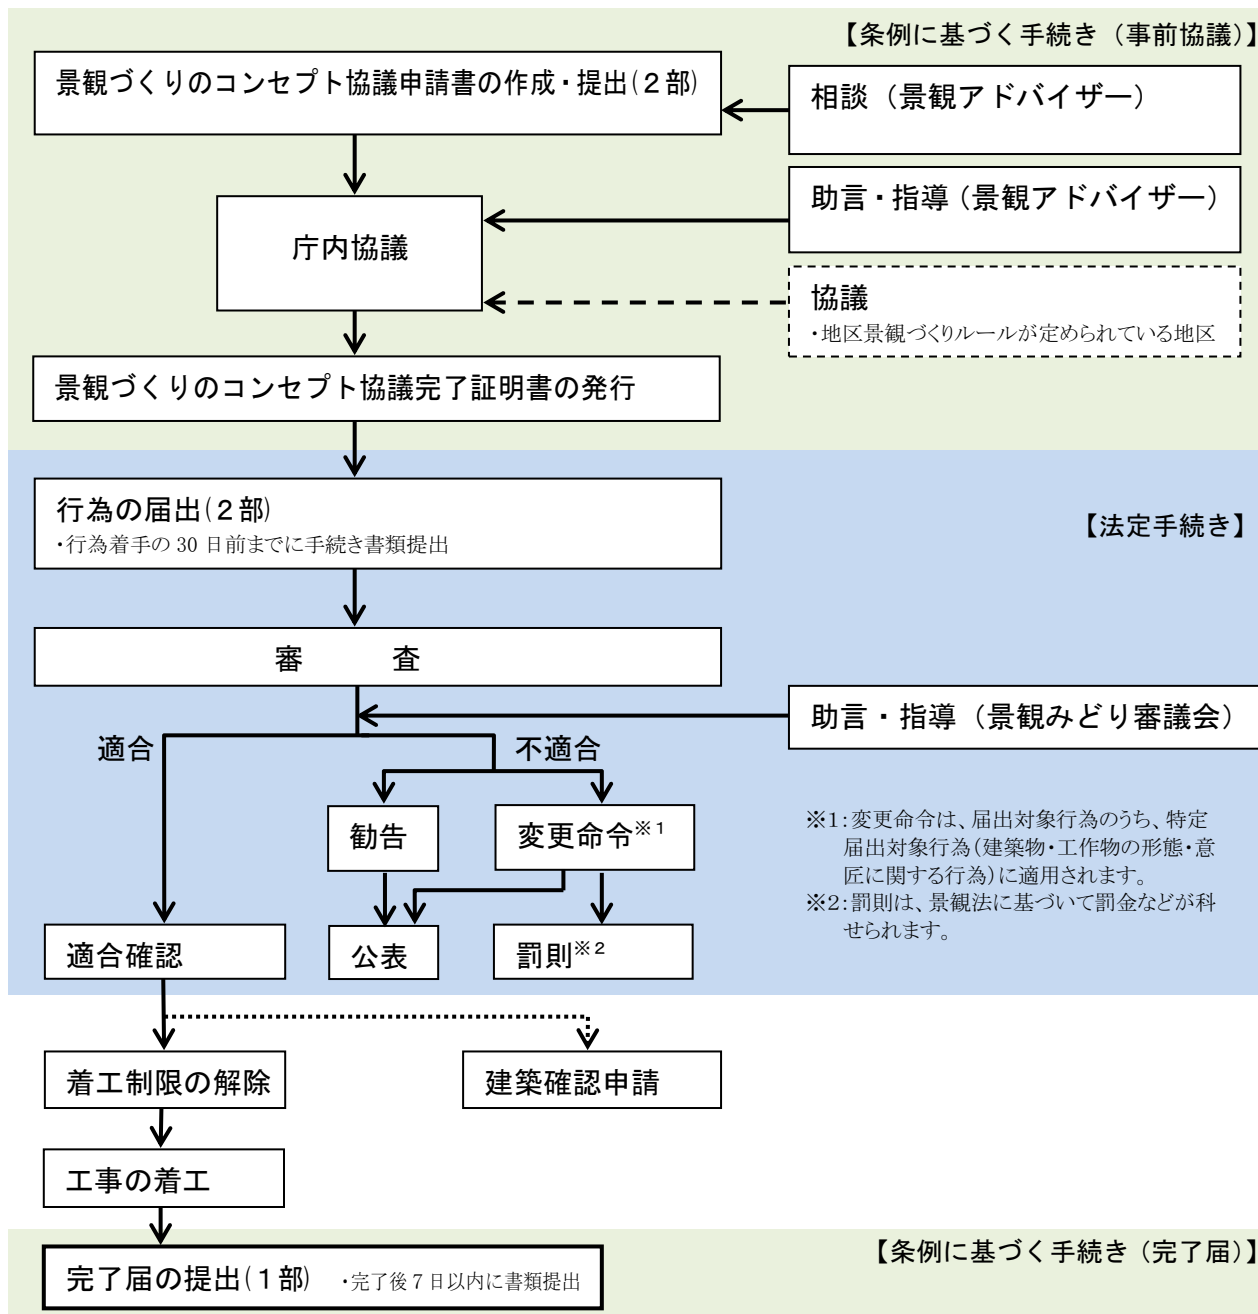 【条例に基づく手続き（事前協議）】
景観づくりのコンセプト協議申請書の作成・提出(２部)
相談（景観アドバイザー）
助言・指導（景観アドバイザー）
庁内協議
協議
・地区景観づくりルールが定められている地区
景観づくりのコンセプト協議完了証明書の発行
【法定手続き】
行為の届出(２部)
・行為着手の 30 日前までに手続き書類提出
審　　　査
助言・指導（景観みどり審議会）
適合
不適合
勧告
変更命令※１
※１：変更命令は、届出対象行為のうち、特定
届出対象行為（建築物・工作物の形態・意
匠に関する行為）に適用されます。
※２：罰則は、景観法に基づいて罰金などが科
せられます。
適合確認
公表
罰則※２
着工制限の解除
建築確認申請
工事の着工
【条例に基づく手続き（完了届）】
完了届の提出(１部)　・完了後７日以内に書類提出